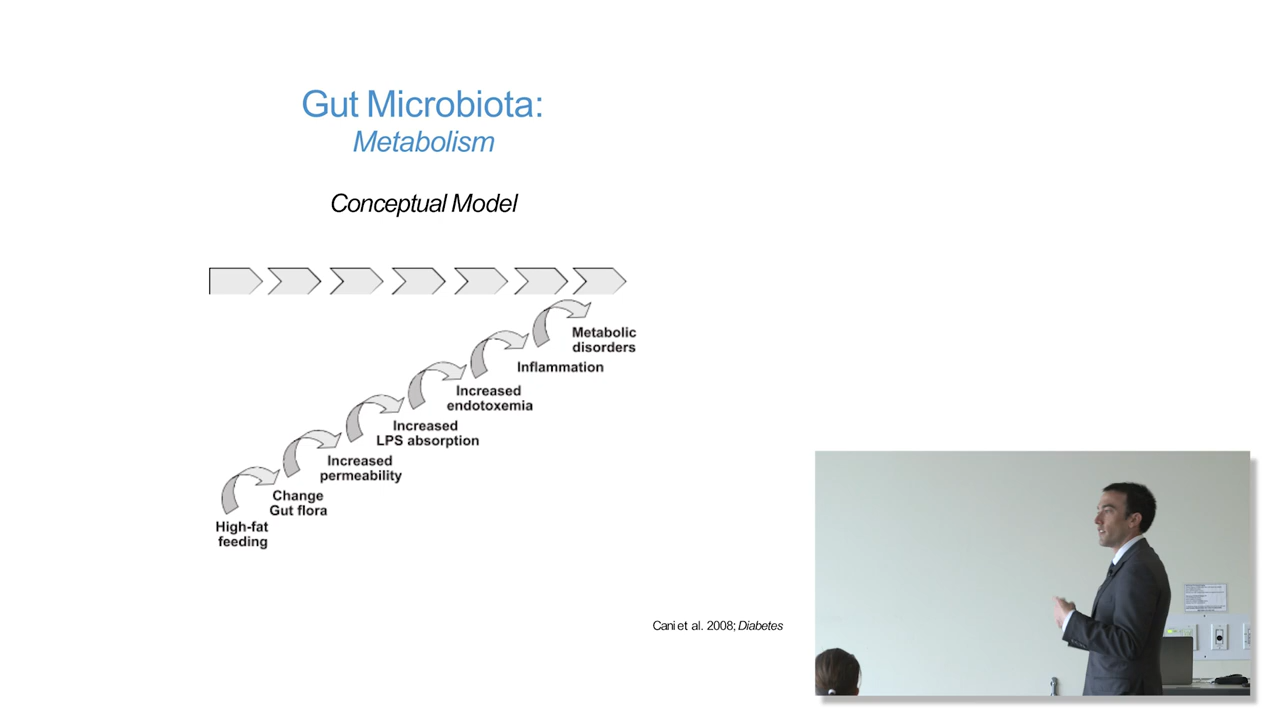 Gut Microbiota:
Metabolism
Conceptual Model
Metabolic
disorders
Inflammation
Increased
endotoxemia
Increased
LPS absorption
Increased
permeability
Change
Gut flora
High-fat
feeding
Cani et al. 2008; Diabetes